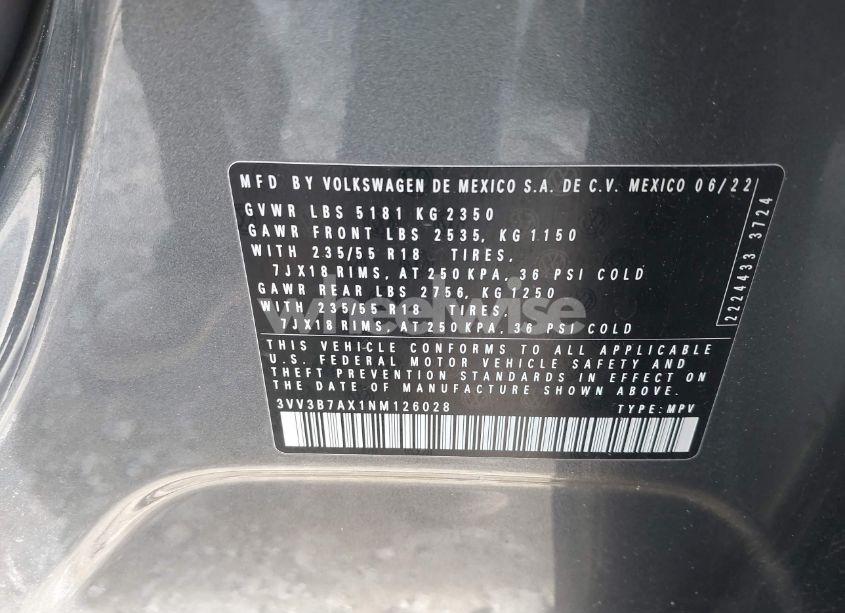 MFD BY VOLKSWAGEN DE MEXICO S.A. DE C.V. MEXICO 06/22
GVWR LBS 5181 KG 2350
GAWR FRONT LBS 2535, KG 1150
WITH 235/55 R18 TIRES,
7JX18 RIMS, AT 250 KPA, 36 PSI COLD
GAWR REAR LBS 2756, KG 1250
WITH 235/55 R18 TIRES,
7JX18 RIMS, AT 250 KPA, 36 PSI COLD
THIS VEHICLE CONFORMS TO ALL APPLICABLE
U.S. FEDERAL MOTOR VEHICLE SAFETY AND
THEFT PREVENTION STANDARDS IN EFFECT ON
THE DATE OF MANUFACTURE SHOWN ABOVE.
3VV3B7AX1NM126028 TYPE: MPV
2224433 3724
wheelwise